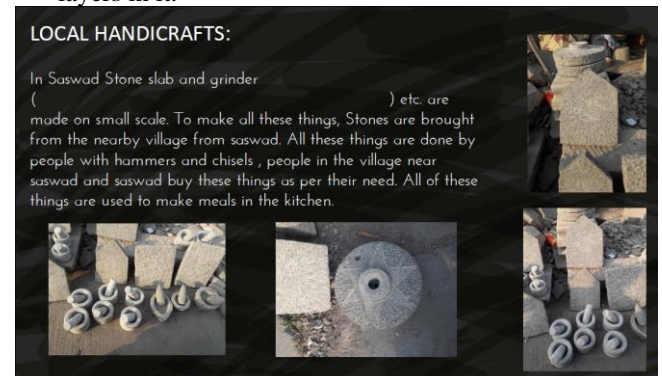 layers in it.
LOCAL HANDICRAFTS:
In Saswad Stone slab and grinder
( ) etc. are
made on small scale. To make all these things, Stones are brought
from the nearby village from saswad. All these things are done by
people with hammers and chisels , people in the village near
saswad and saswad buy these things as per their need. All of these
things are used to make meals in the kitchen.